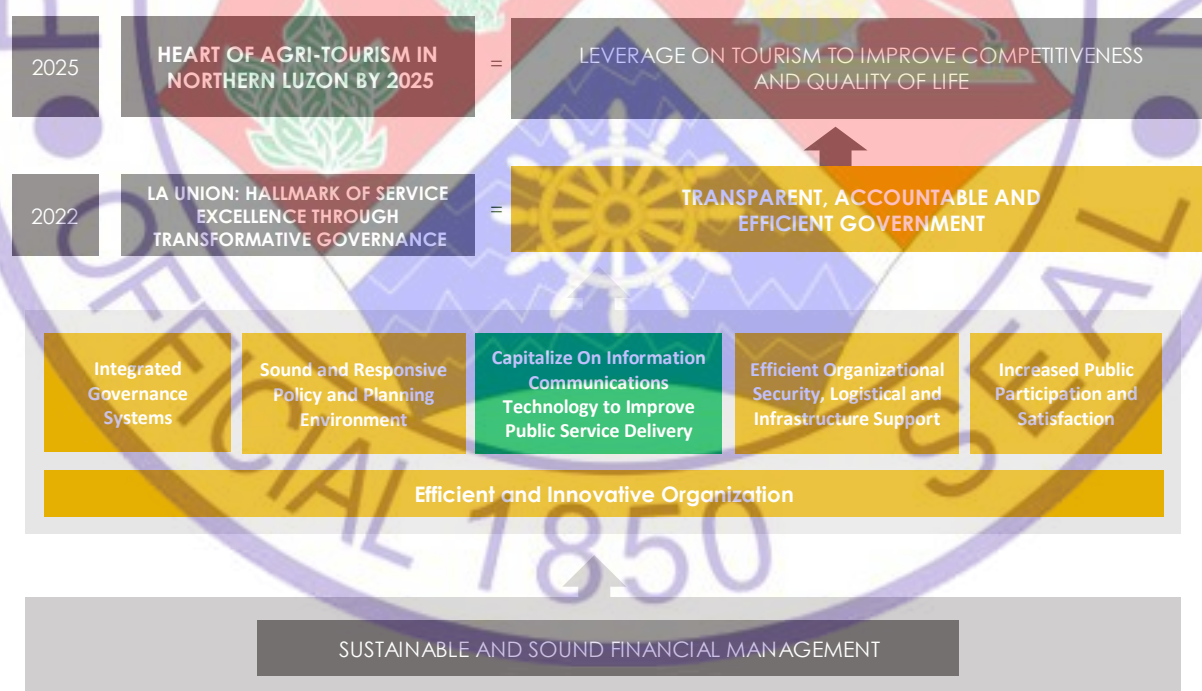 2025
HEART OF AGRI-TOURISM IN
NORTHERN LUZON BY 2025
=
LEVERAGE ON TOURISM TO IMPROVE COMPETITIVENESS
AND QUALITY OF LIFE
2022
LA UNION: HALLMARK OF SERVICE
EXCELLENCE THROUGH
TRANSFORMATIVE GOVERNANCE
=
TRANSPARENT, ACCOUNTABLE AND
EFFICIENT GOVERNMENT
Integrated
Governance
Systems
Sound and Responsive
Policy and Planning
Environment
Capitalize On Information
Communications
Technology to Improve
Public Service Delivery
Efficient Organizational
Security, Logistical and
Infrastructure Support
Increased Public
Participation and
Satisfaction
Efficient and Innovative Organization
SUSTAINABLE AND SOUND FINANCIAL MANAGEMENT
OFFICIAL SEAL
1850